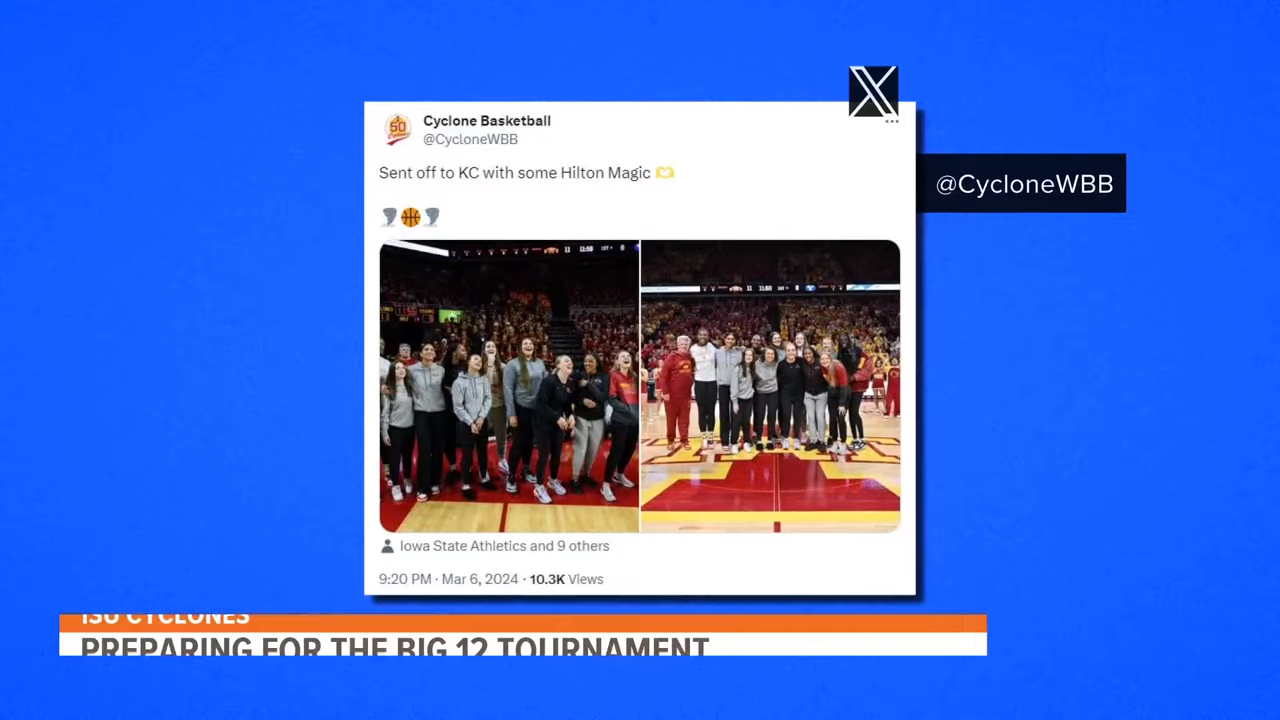 Cyclone Basketball
@CycloneWBB
Sent off to KC with some Hilton Magic
@CycloneWBB
Iowa State Athletics and 9 others
9:20 PM · Mar 6, 2024 · 10.3K Views
ISU CYCLONES
PREPARING FOR THE BIG 12 TOURNAMENT